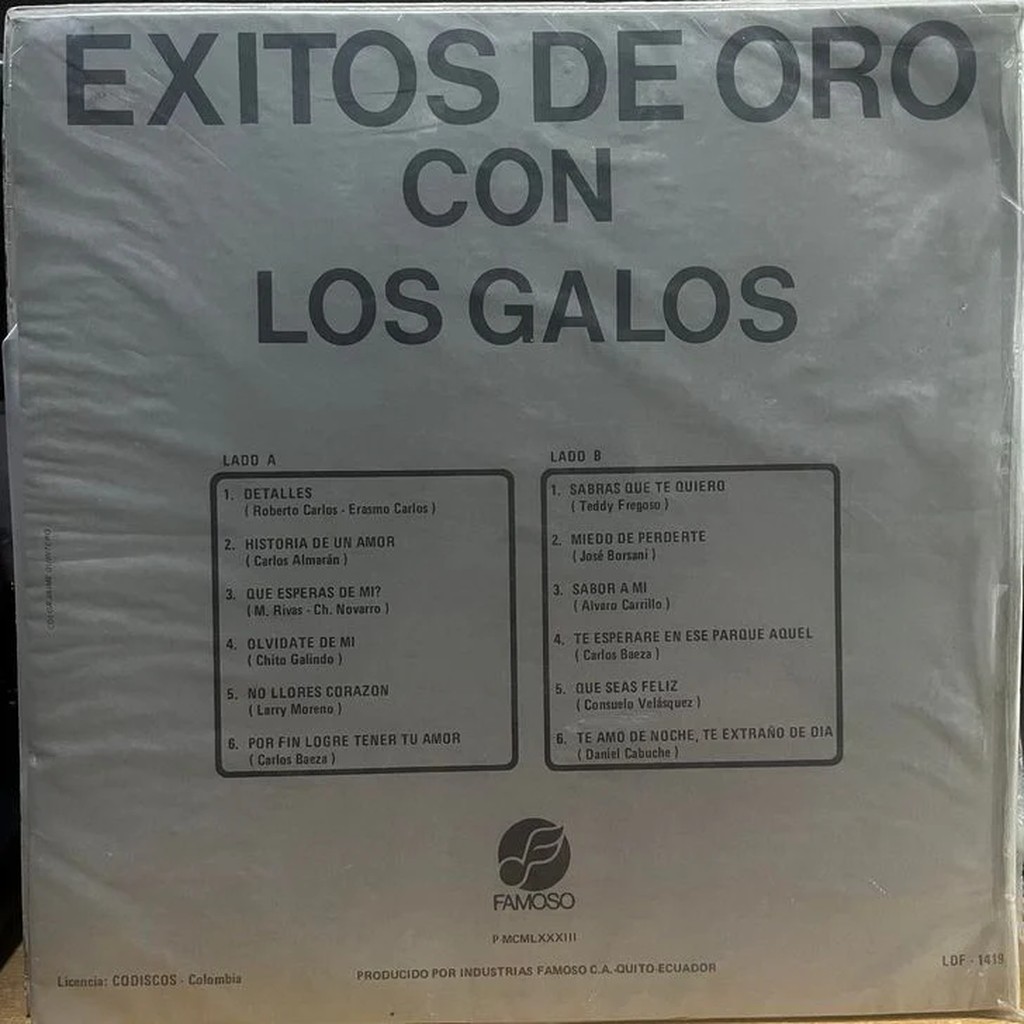 EXITOS DE ORO
CON
LOS GALOS
LADO A
1. DETALLES
( Roberto Carlos - Erasmo Carlos )
2. HISTORIA DE UN AMOR
( Carlos Almarán )
3. QUE ESPERAS DE MI?
( M. Rivas - Ch. Novarro )
4. OLVIDATE DE MI
( Chito Galindo )
5. NO LLORES CORAZON
( Larry Moreno )
6. POR FIN LOGRE TENER TU AMOR
( Carlos Baeza )
LADO B
1. SABRAS QUE TE QUIERO
( Teddy Fregoso )
2. MIEDO DE PERDERTE
( José Borsani )
3. SABOR A MI
( Alvaro Carrillo )
4. TE ESPERARE EN ESE PARQUE AQUEL
( Carlos Baeza )
5. QUE SEAS FELIZ
( Consuelo Velásquez )
6. TE AMO DE NOCHE, TE EXTRAÑO DE DIA
( Daniel Cabuche )
FAMOSO
P-MCMLXXXIII
Licencia: CODISCOS - Colombia
PRODUCIDO POR INDUSTRIAS FAMOSO C.A.-QUITO-ECUADOR
LDF - 1419